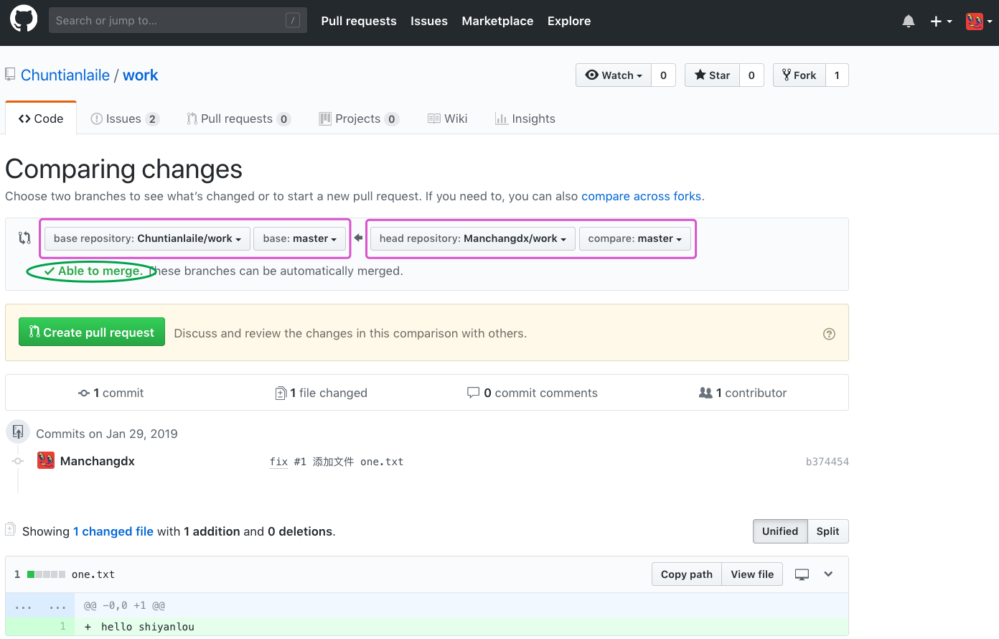 Search or jump to... /
Pull requests Issues Marketplace Explore
Chuntianlaile / work
Watch 0 Star 0 Fork 1
Code Issues 2 Pull requests 0 Projects 0 Wiki Insights
Comparing changes
Choose two branches to see what’s changed or to start a new pull request. If you need to, you can also compare across forks.
base repository: Chuntianlaile/work base: master head repository: Manchangdx/work compare: master
Able to merge. These branches can be automatically merged.
Create pull request Discuss and review the changes in this comparison with others.
1 commit 1 file changed 0 commit comments 1 contributor
Commits on Jan 29, 2019
Manchangdx fix #1 添加文件 one.txt b374454
Showing 1 changed file with 1 addition and 0 deletions.
Unified Split
1 one.txt Copy path View file
... ... @@ -0,0 +1 @@
1 + hello shiyanlou